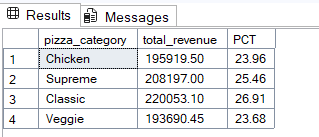 Results Messages
pizza_category total_revenue PCT
1 Chicken 195919.50 23.96
2 Supreme 208197.00 25.46
3 Classic 220053.10 26.91
4 Veggie 193690.45 23.68